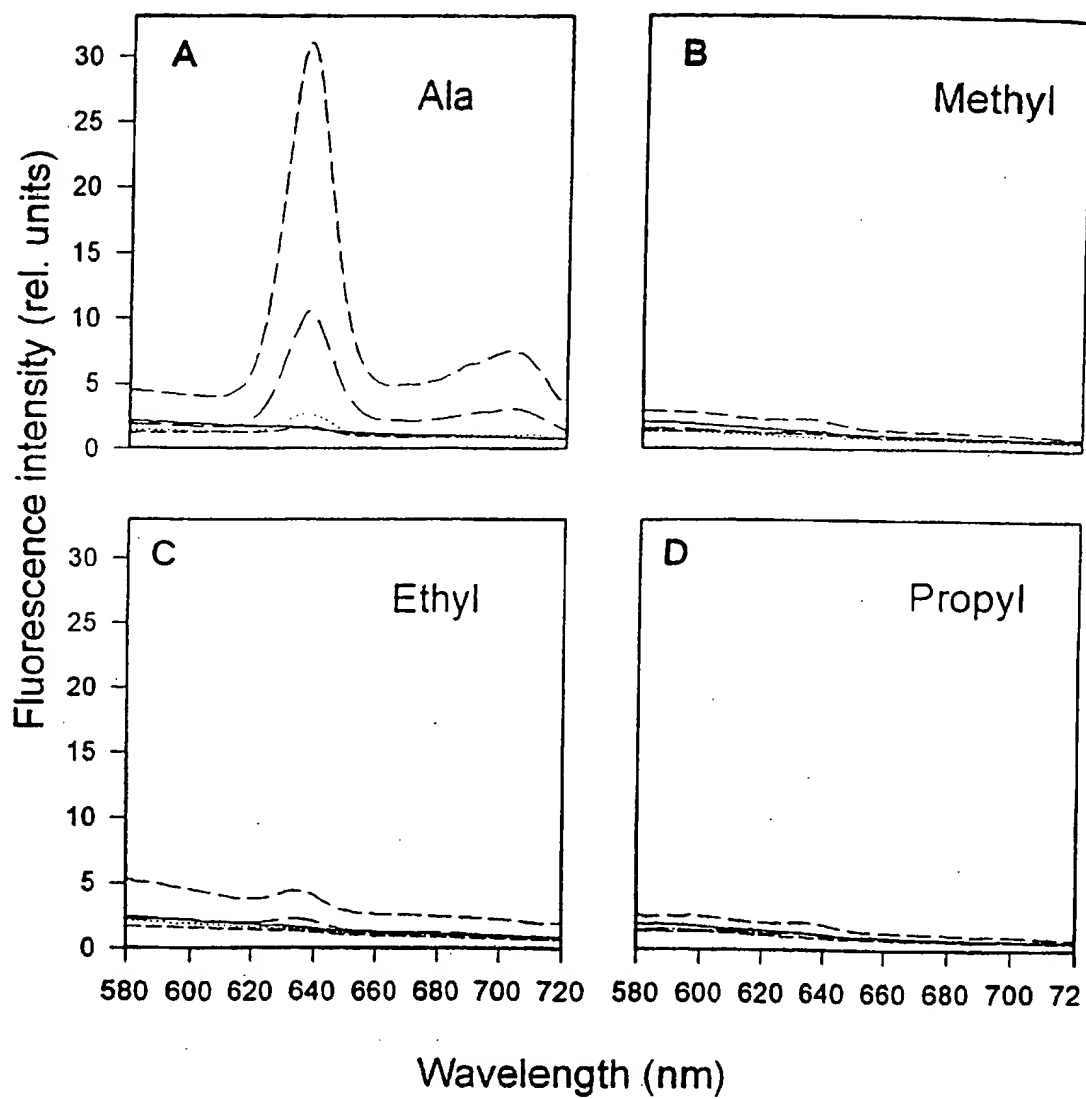 A
Ala
B
Methyl
30
25
20
15
10
5
0
C
Ethyl
D
Propyl
30
25
20
15
10
5
0
580 600 620 640 660 680 700 720
580 600 620 640 660 680 700 72
Fluorescence intensity (rel. units)
Wavelength (nm)